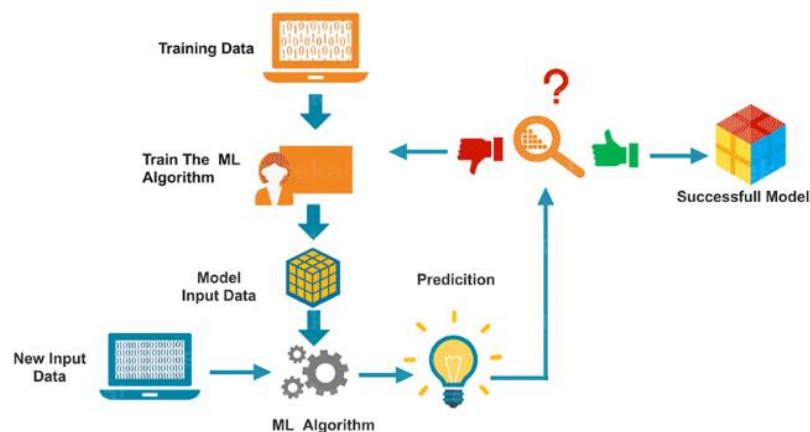 Training Data
?
Train The ML
Algorithm
Successfull Model
Model
Input Data
Predicition
New Input
Data
ML Algorithm